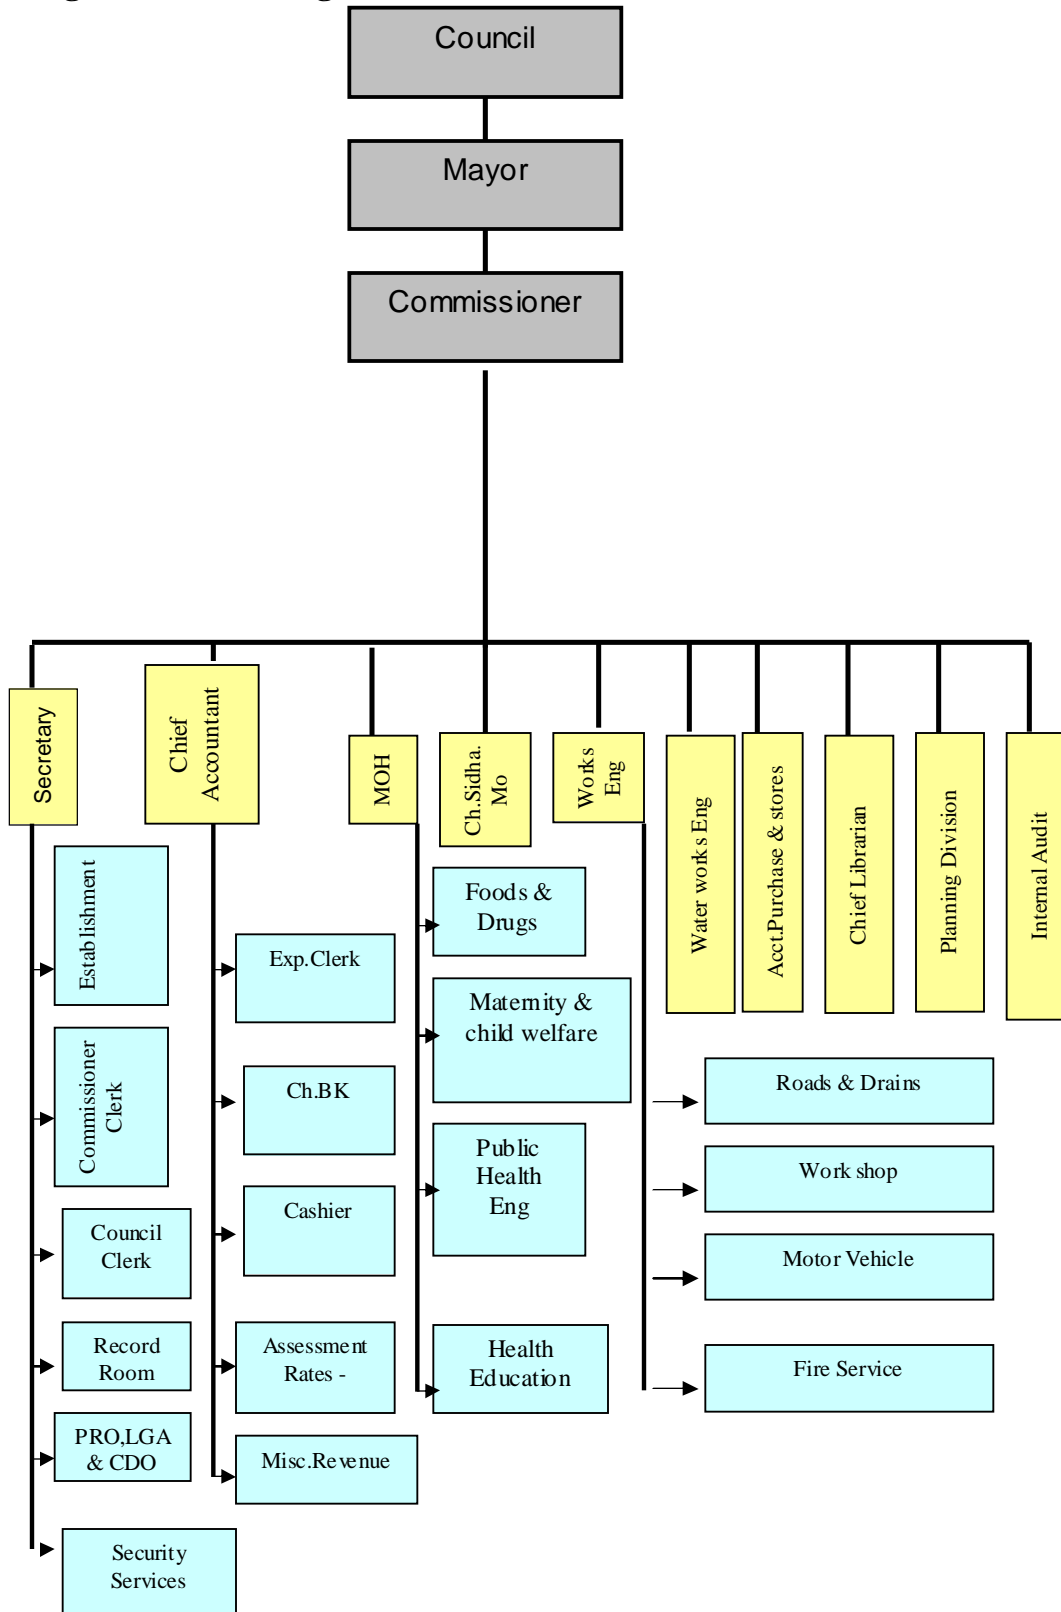 Council
Mayor
Commissioner
Secretary
Chief
Accountant
MOH
Ch.Sidha.
Mo
Works
Eng
Water works Eng
Acct.Purchase & stores
Chief Librarian
Planning Division
Internal Audit
Establishment
Commissioner
Clerk
Council
Clerk
Record
Room
PRO,LGA
& CDO
Security
Services
Exp.Clerk
Ch.BK
Cashier
Assessment
Rates -
Misc.Revenue
Foods &
Drugs
Maternity &
child welfare
Public
Health
Eng
Health
Education
Roads & Drains
Work shop
Motor Vehicle
Fire Service